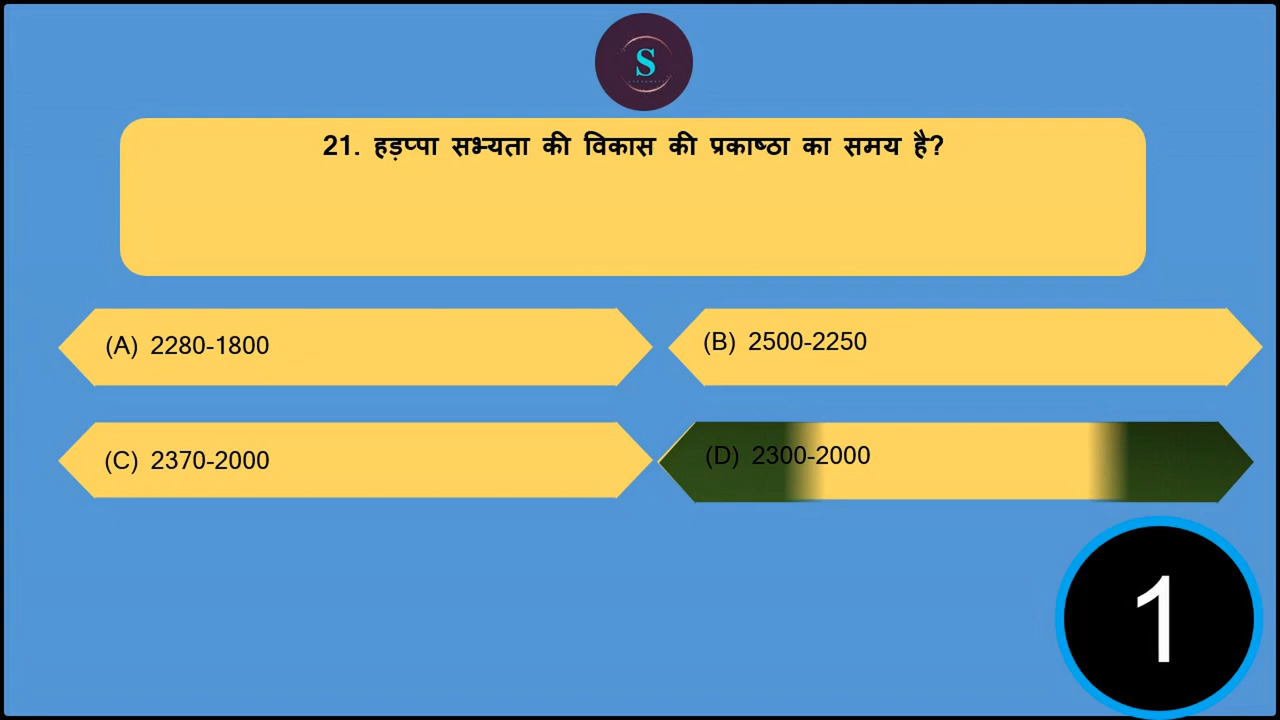 S
21. हड़प्पा सभ्यता की विकास की प्रकाष्ठा का समय है?
(A) 2280-1800
(B) 2500-2250
(C) 2370-2000
(D) 2300-2000
1